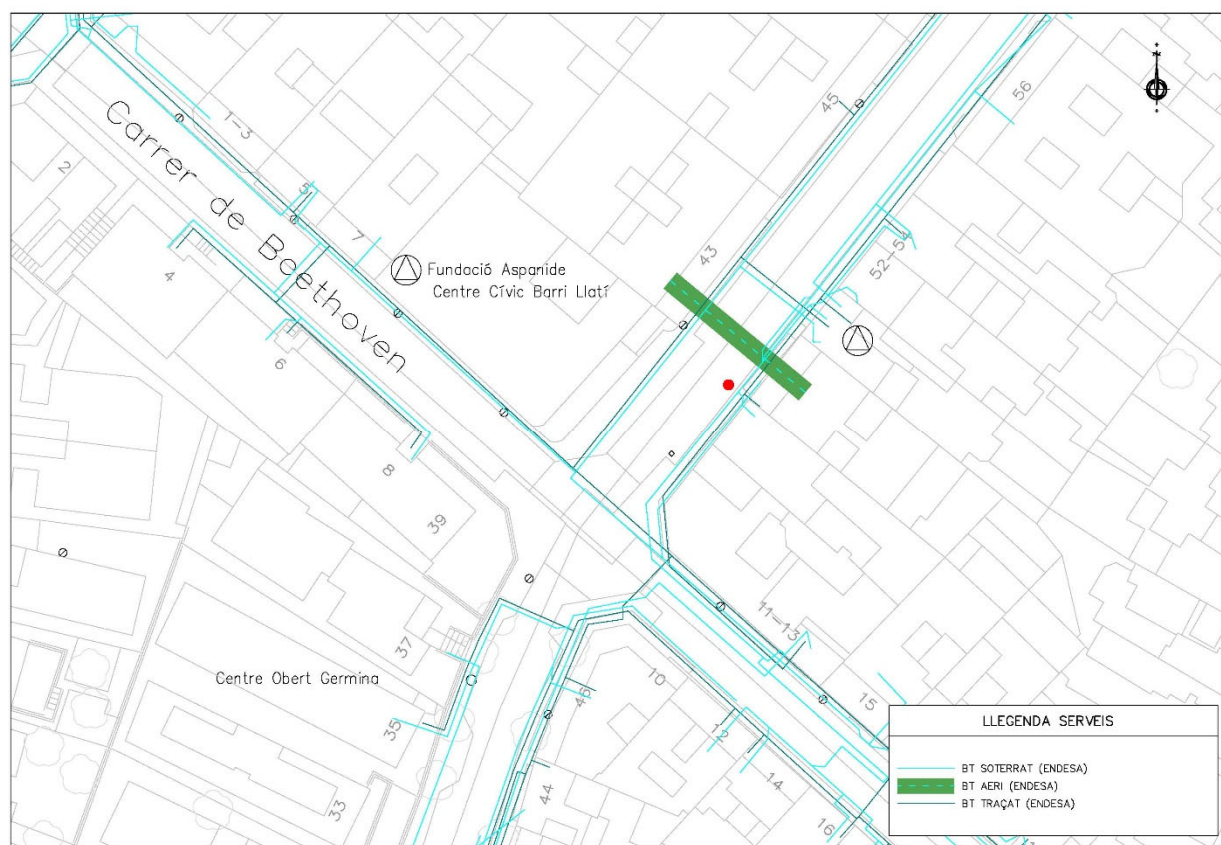 Carrer de Beethoven
1-3
2
5
7
4
6
8
39
37
35
33
45
43
56
52-54
Fundació Aspanide
Centre Cívic Barri Llatí
Centre Obert Germina
11-13
15
10
12
14
16
46
44
LLEGENDA SERVEIS
BT SOTERRAT (ENDESA)
BT AERI (ENDESA)
BT TRAÇAT (ENDESA)